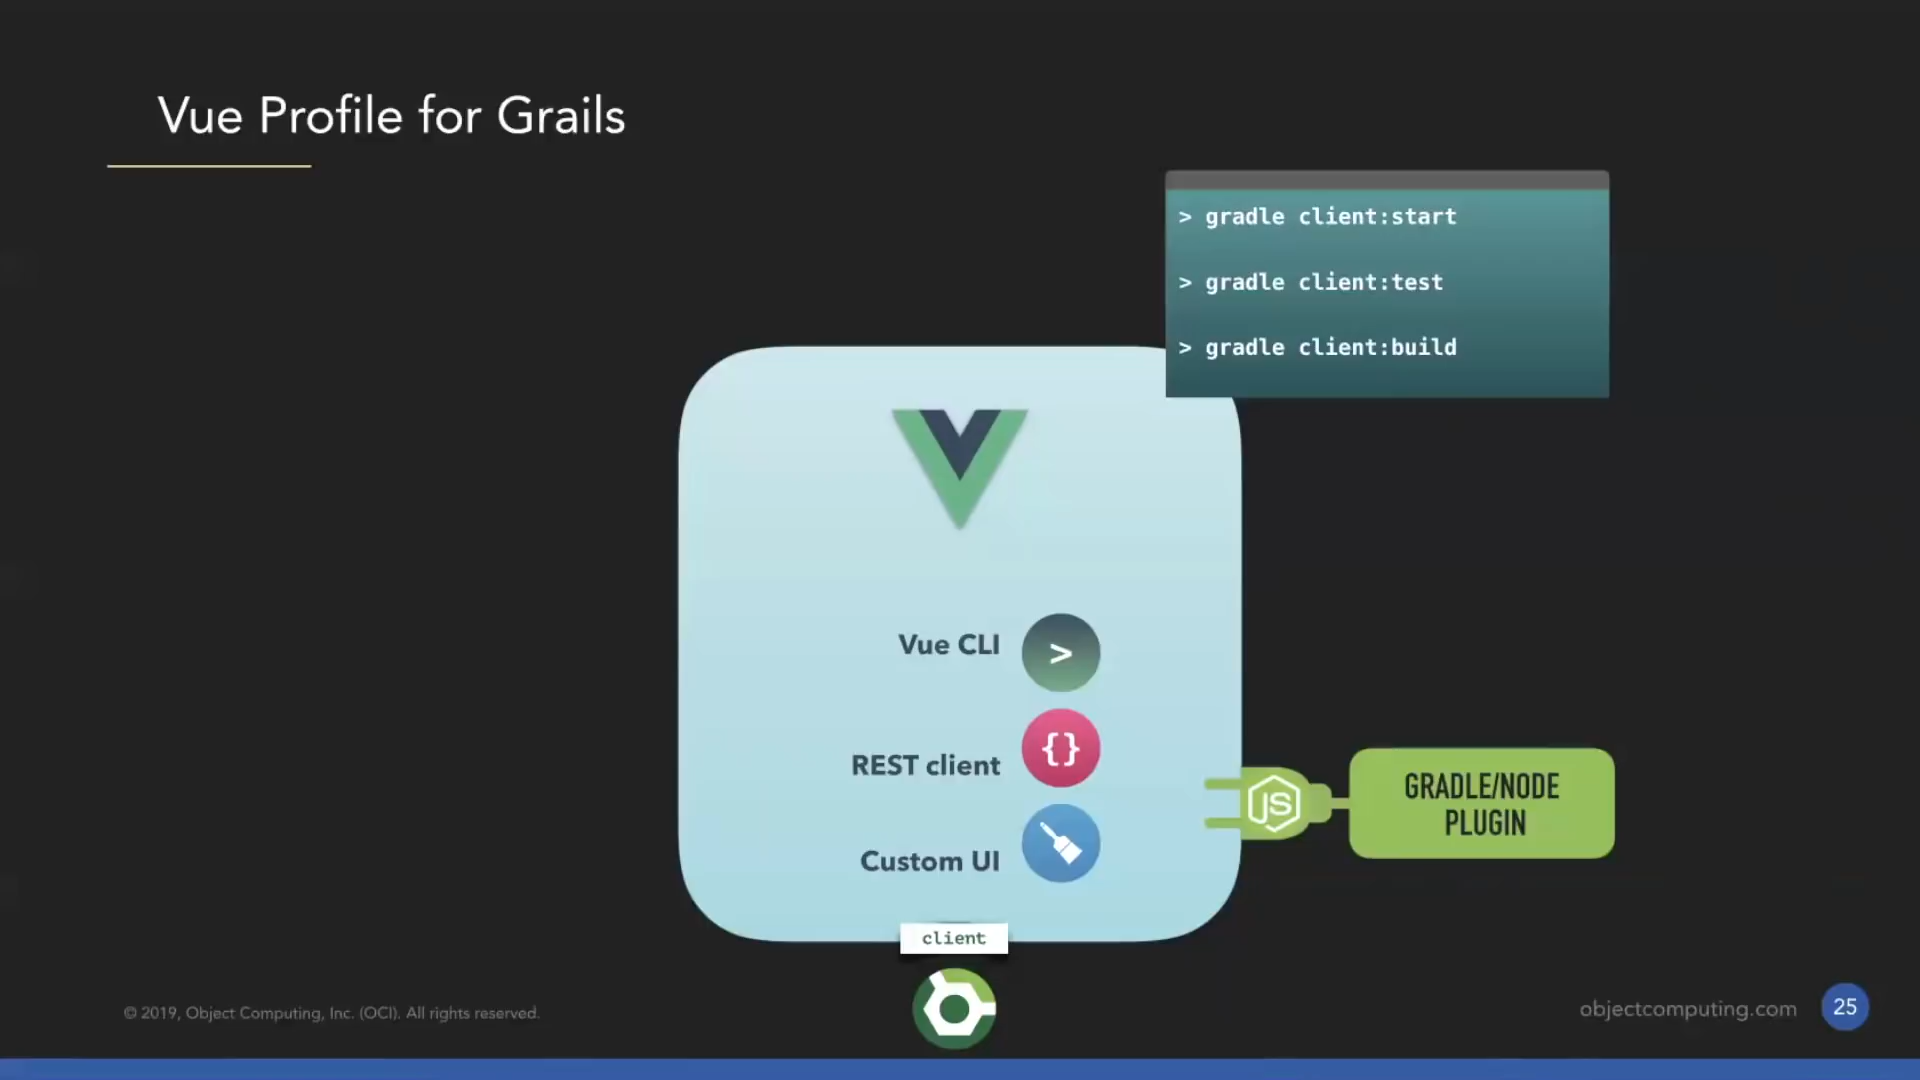 Vue Profile for Grails
> gradle client:start
> gradle client:test
> gradle client:build
Vue CLI
>
REST client
{}
Custom UI
JS
GRADLE/NODE
PLUGIN
client
© 2019, Object Computing, Inc. (OCI). All rights reserved.
objectcomputing.com
25